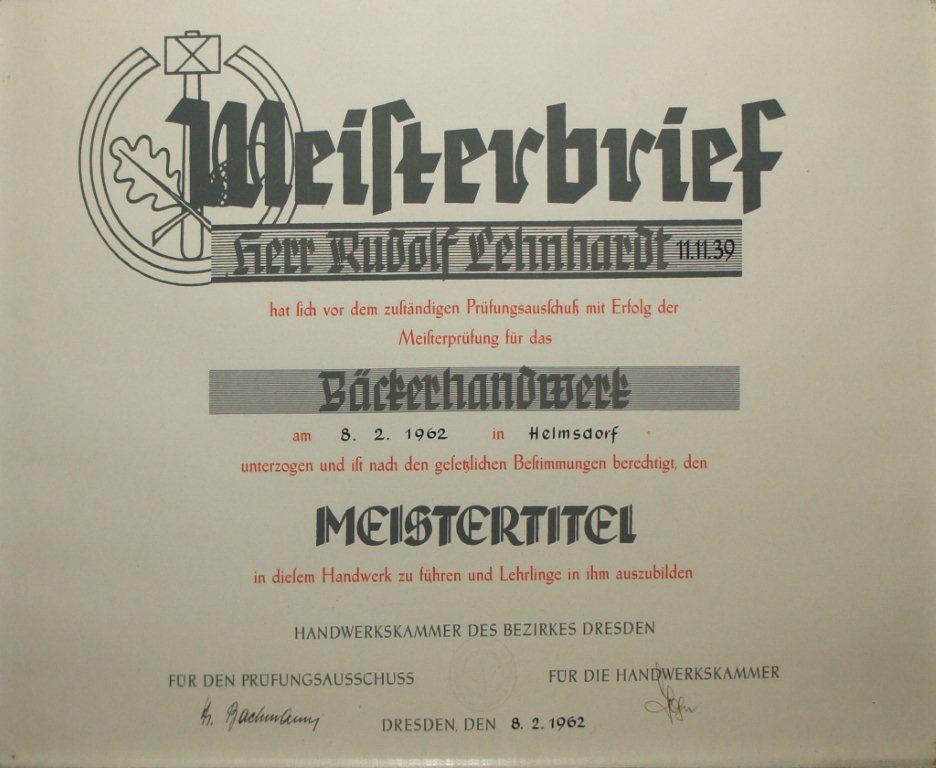 Meiſterbrief
Herr Rudolf Lehnhardt 11.11.39
hat ſich vor dem zuſtändigen Prüfungsausſchuß mit Erfolg der
Meiſterprüfung für das
Bäckerhandwerk
am 8. 2. 1962 in Helmsdorf
unterzogen und iſt nach den geſetzlichen Beſtimmungen berechtigt, den
MEISTERTITEL
in dieſem Handwerk zu führen und Lehrlinge in ihm auszubilden
HANDWERKSKAMMER DES BEZIRKES DRESDEN
FÜR DEN PRÜFUNGSAUSSCHUSS
FÜR DIE HANDWERKSKAMMER
Bachmann
DRESDEN, DEN 8. 2. 1962